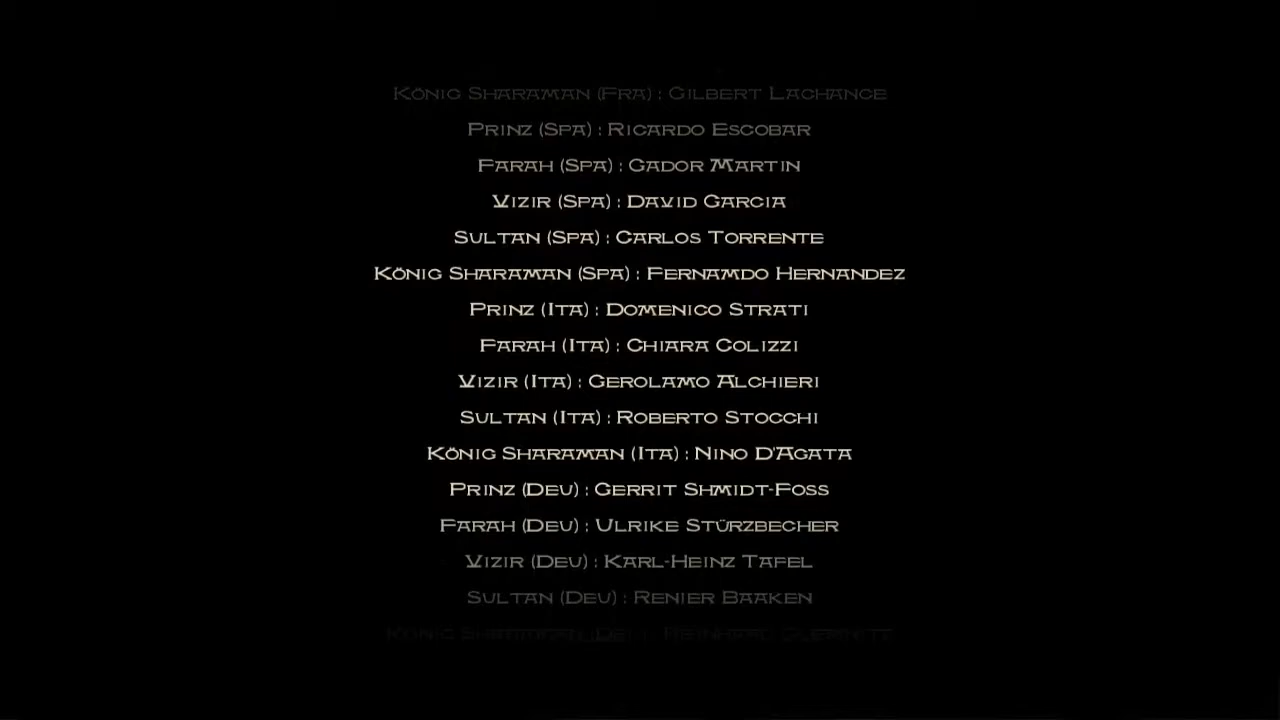 König Sharaman (Fra) : Gilbert Lachance
Prinz (Spa) : Ricardo Escobar
Farah (Spa) : Gador Martin
Vizir (Spa) : David Garcia
Sultan (Spa) : Carlos Torrente
König Sharaman (Spa) : Fernamdo Hernandez
Prinz (Ita) : Domenico Strati
Farah (Ita) : Chiara Colizzi
Vizir (Ita) : Gerolamo Alchieri
Sultan (Ita) : Roberto Stocchi
König Sharaman (Ita) : Nino D'Agata
Prinz (Deu) : Gerrit Shmidt-Foss
Farah (Deu) : Ulrike Stürzbecher
Vizir (Deu) : Karl-Heinz Tafel
Sultan (Deu) : Renier Baaken
König Sharaman (Deu) :